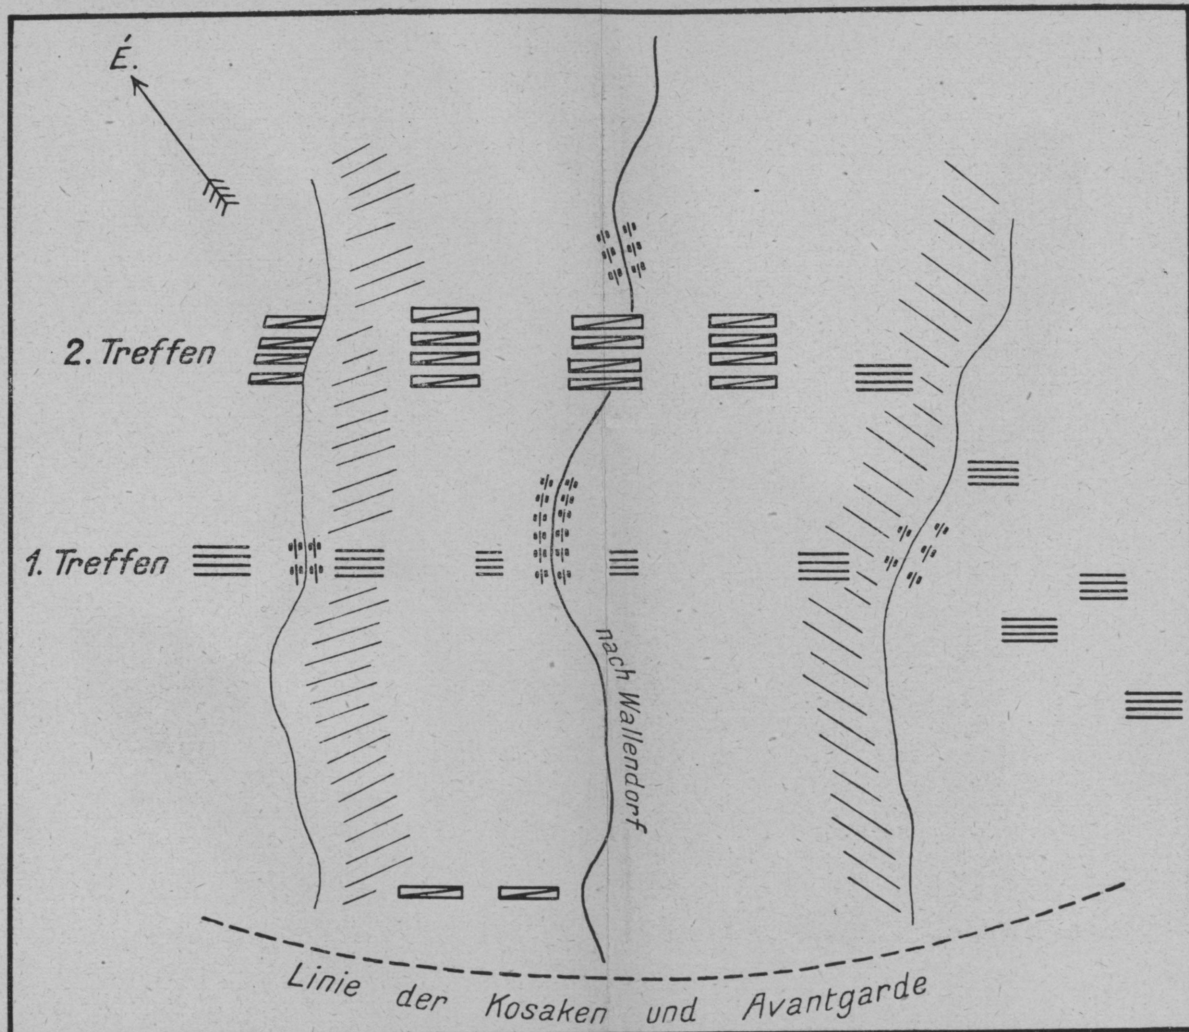 É.
2. Treffen
1. Treffen
nach Wallendorf
Linie der Kosaken und Avantgarde